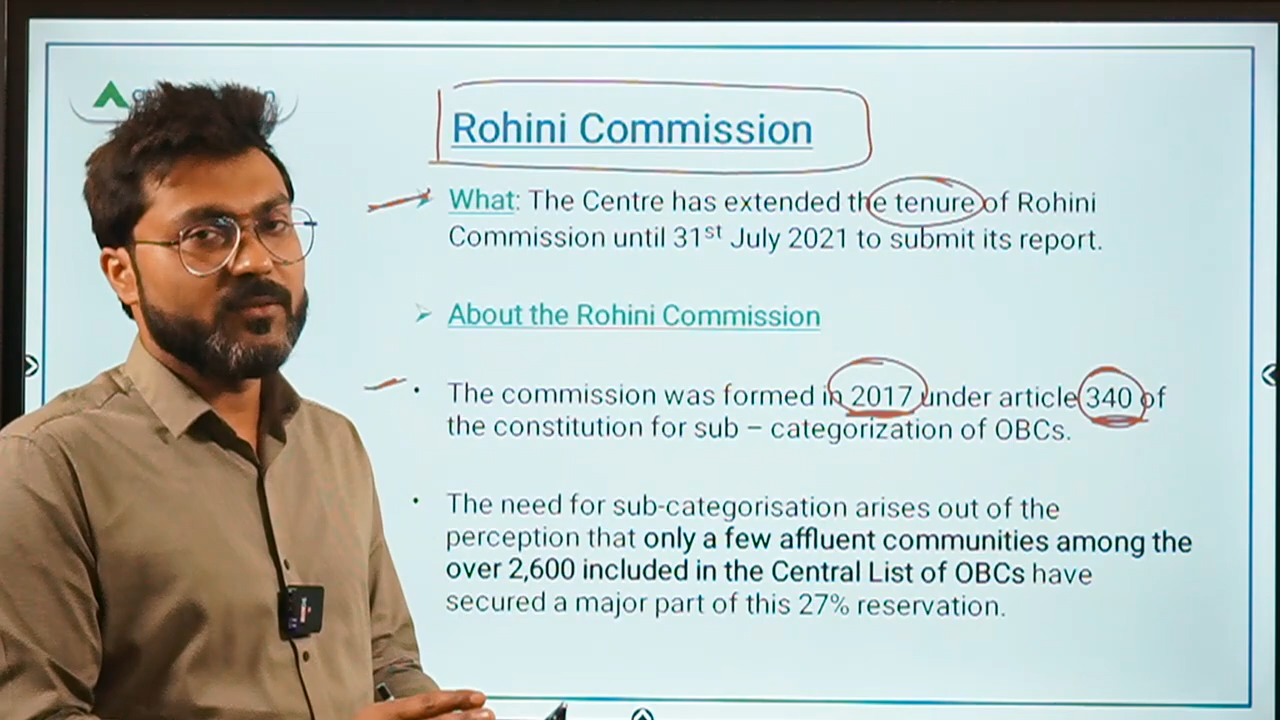 Rohini Commission
What: The Centre has extended the tenure of Rohini
Commission until 31st July 2021 to submit its report.
About the Rohini Commission
The commission was formed in 2017 under article 340 of
the constitution for sub – categorization of OBCs.
The need for sub-categorisation arises out of the
perception that only a few affluent communities among the
over 2,600 included in the Central List of OBCs have
secured a major part of this 27% reservation.